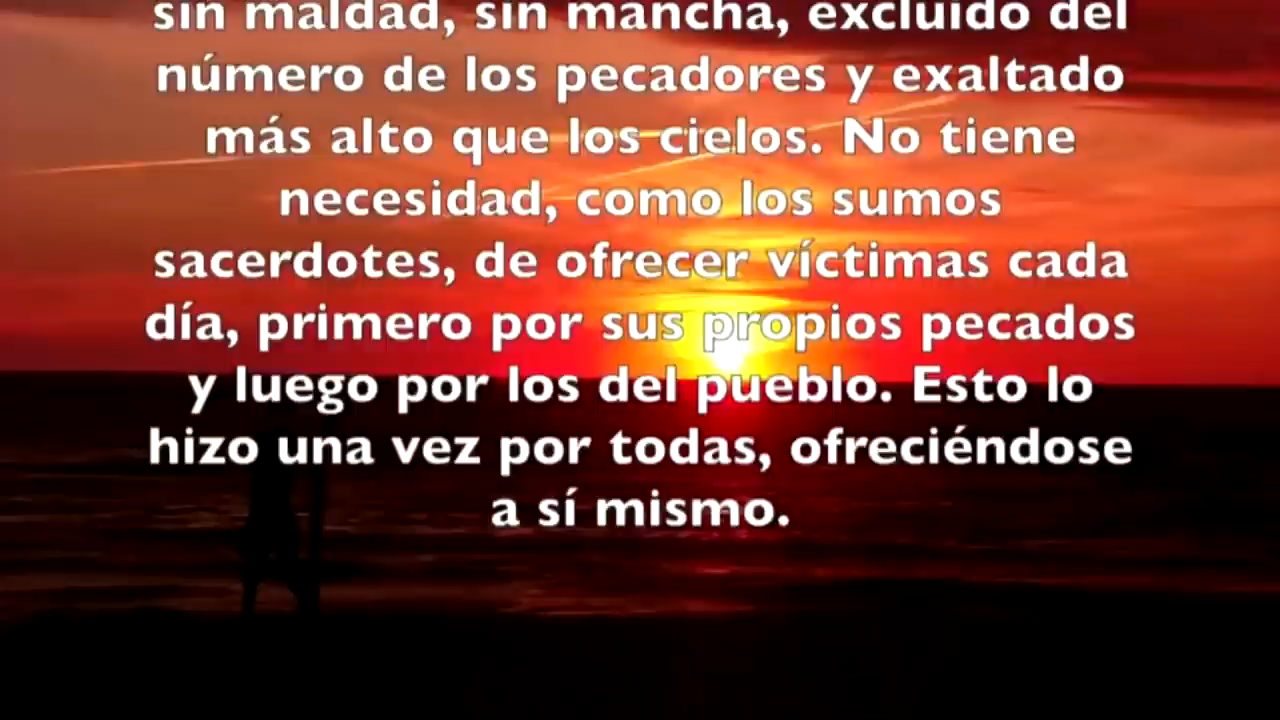 sin maldad, sin mancha, excluido del
número de los pecadores y exaltado
más alto que los cielos. No tiene
necesidad, como los sumos
sacerdotes, de ofrecer víctimas cada
día, primero por sus propios pecados
y luego por los del pueblo. Esto lo
hizo una vez por todas, ofreciéndose
a sí mismo.